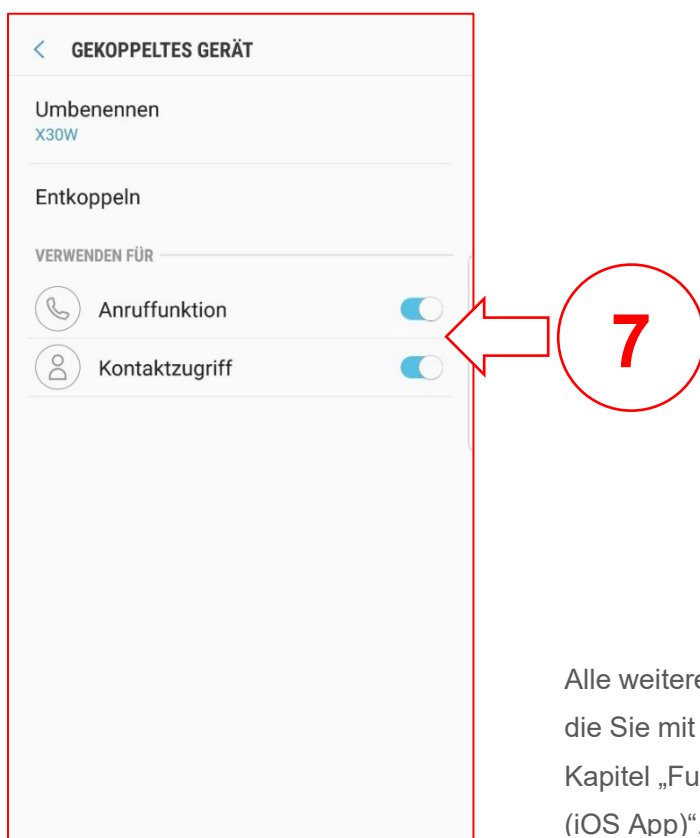 GEKOPPELTES GERÄT
Umbenennen
X30W
Entkoppeln
VERWENDEN FÜR
Anruffunktion
Kontaktzugriff
7
Alle weitere
die Sie mit
Kapitel „Fu
(iOS App)“.